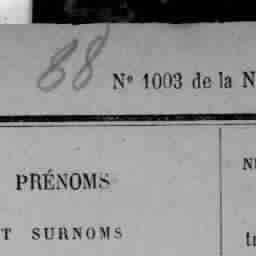 88 Nº 1003 de la N
PRÉNOMS
T SURNOMS